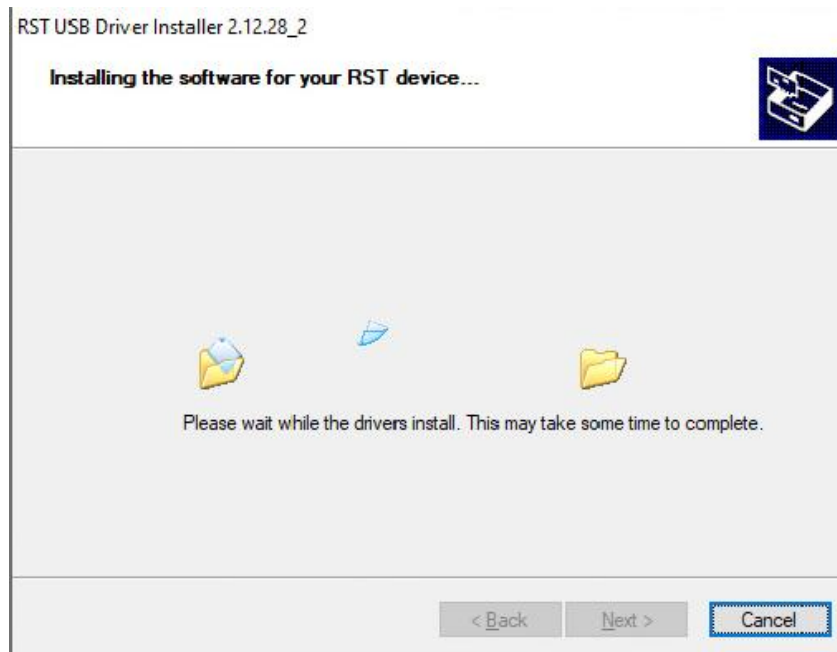 RST USB Driver Installer 2.12.28_2
Installing the software for your RST device...
Please wait while the drivers install. This may take some time to complete.
< Back
Next >
Cancel